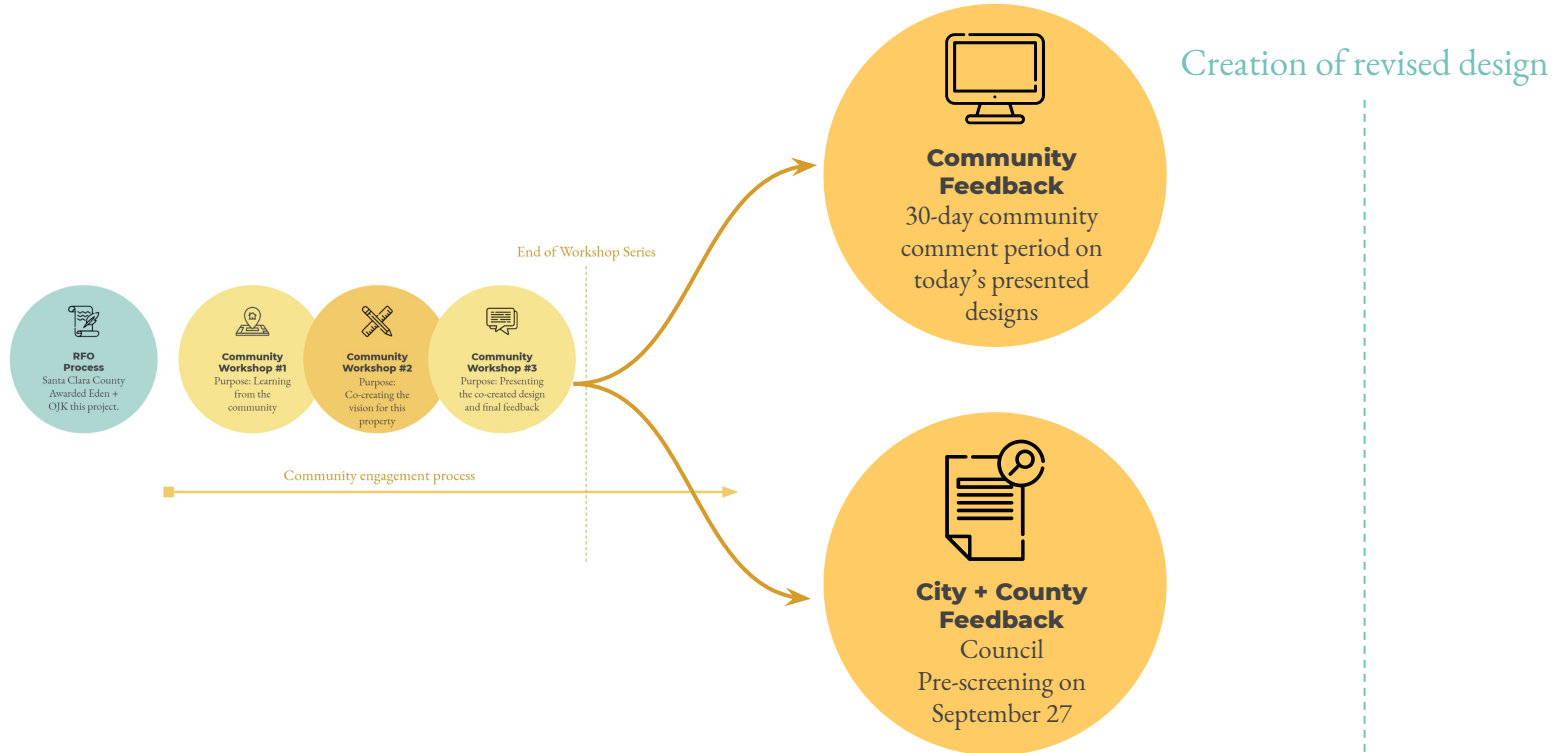 RFO
Process
Santa Clara County
Awarded Eden +
OJK this project.
Community
Workshop #1
Purpose: Learning
from the
community
Community
Workshop #2
Purpose:
Co-creating the
vision for this
property
Community
Workshop #3
Purpose: Presenting
the co-created design
and final feedback
End of Workshop Series
Community engagement process
Community
Feedback
30-day community
comment period on
today’s presented
designs
City + County
Feedback
Council
Pre-screening on
September 27
Creation of revised design